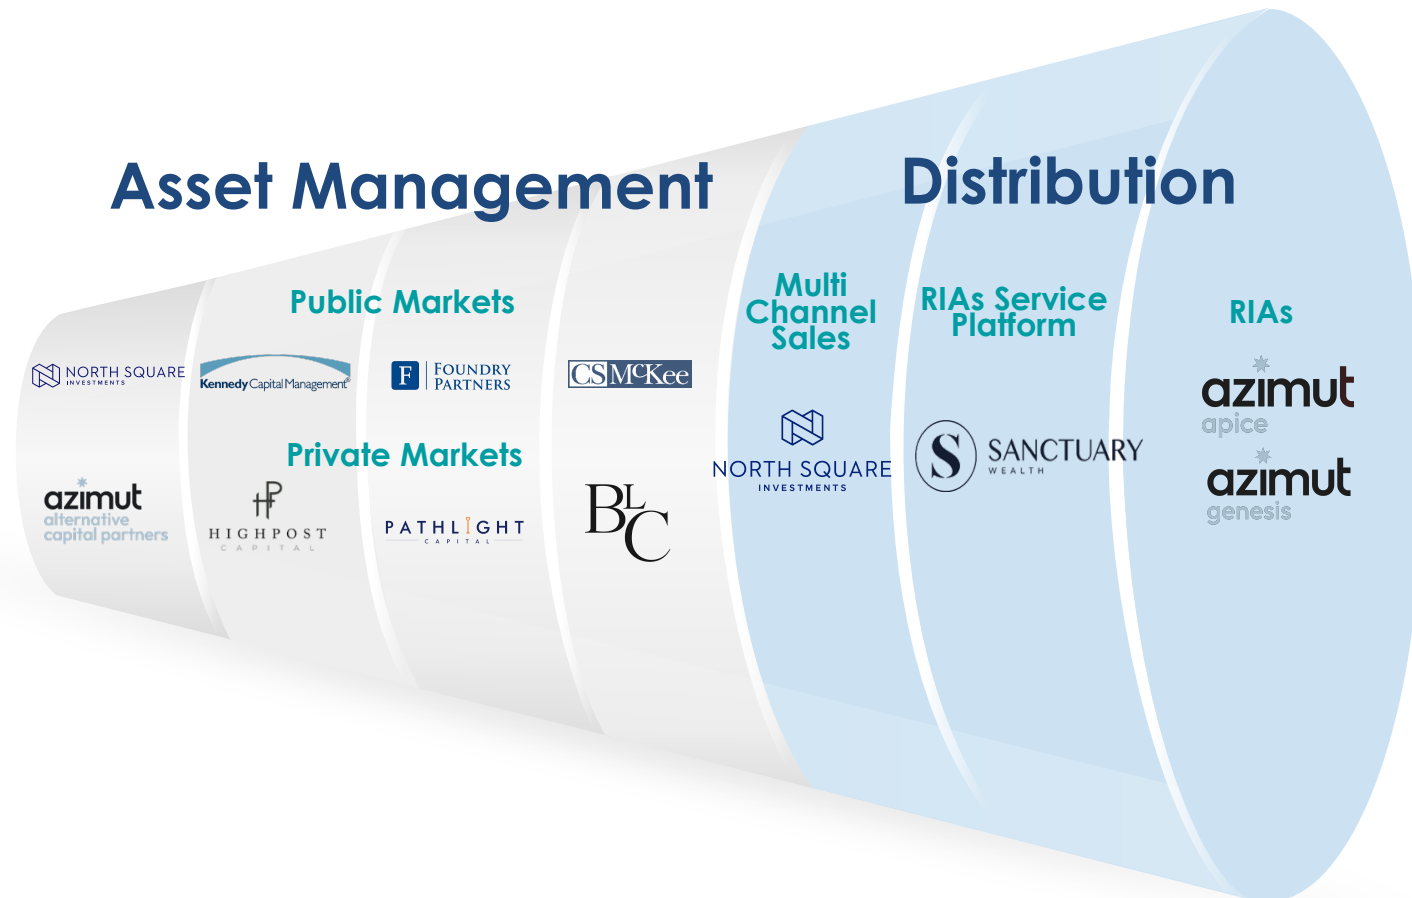 Asset Management
Distribution
Public Markets
NORTH SQUARE
INVESTMENTS
Kennedy Capital Management®
F FOUNDRY
PARTNERS
CS McKee
Private Markets
azimut
alternative
capital partners
HP
HIGHPOST
CAPITAL
PATHLIGHT
CAPITAL
BLC
Multi
Channel
Sales
NORTH SQUARE
INVESTMENTS
RIAs Service
Platform
S SANCTUARY
WEALTH
RIAs
azimut
apice
azimut
genesis